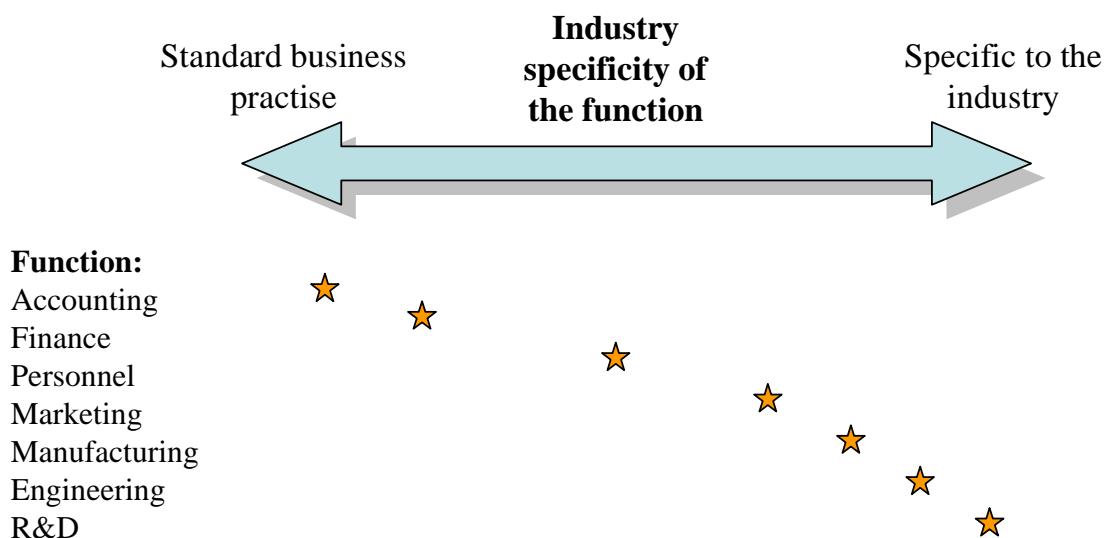 Standard business
practise
Industry
specificity of
the function
Specific to the
industry
Function:
Accounting
Finance
Personnel
Marketing
Manufacturing
Engineering
R&D